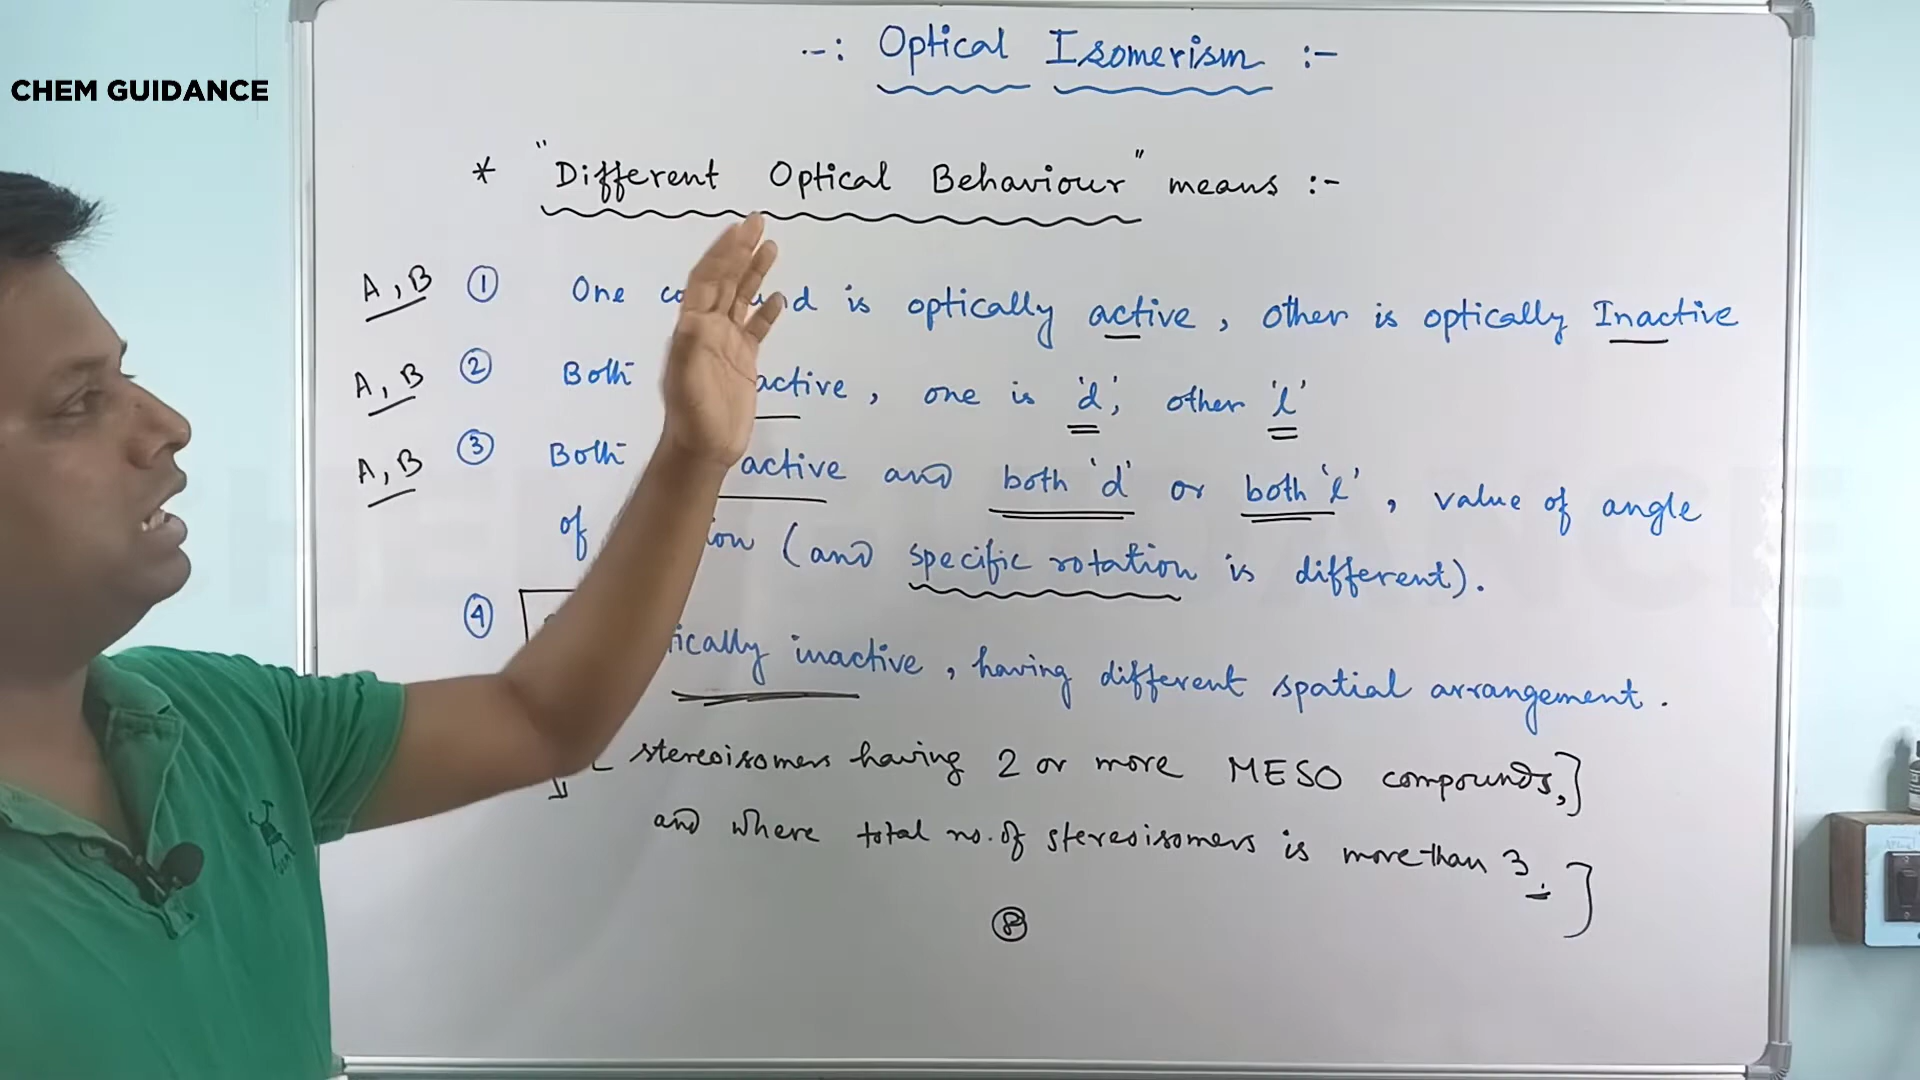 CHEM GUIDANCE
-: Optical Isomerism :-
* "Different Optical Behaviour" means :-
A, B ① One is optically active, other is optically Inactive
A, B ② Both active, one is 'd', other 'l'
A, B ③ Both active and both 'd' or both 'l', value of angle
of (and specific rotation is different).
④ inactive, having different spatial arrangement.
[ stereoisomers having 2 or more MESO compounds,]
and where total no. of stereoisomers is more than 3. ]
⑧